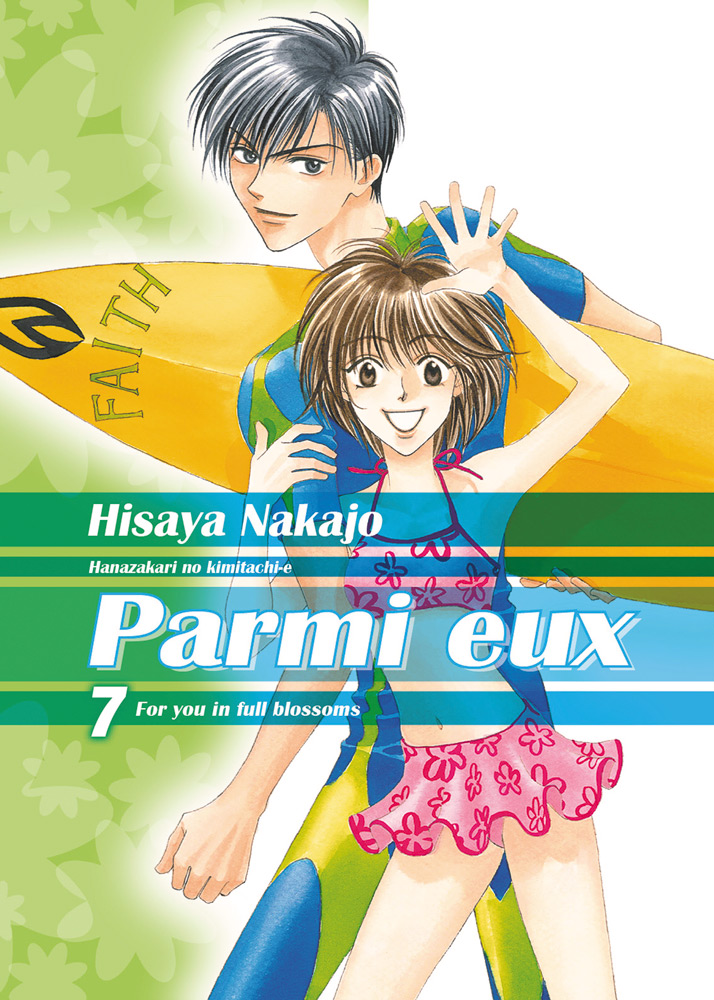 FAITH
Hisaya Nakajo
Hanazakari no kimitachi-e
Parmi eux
7 For you in full blossoms